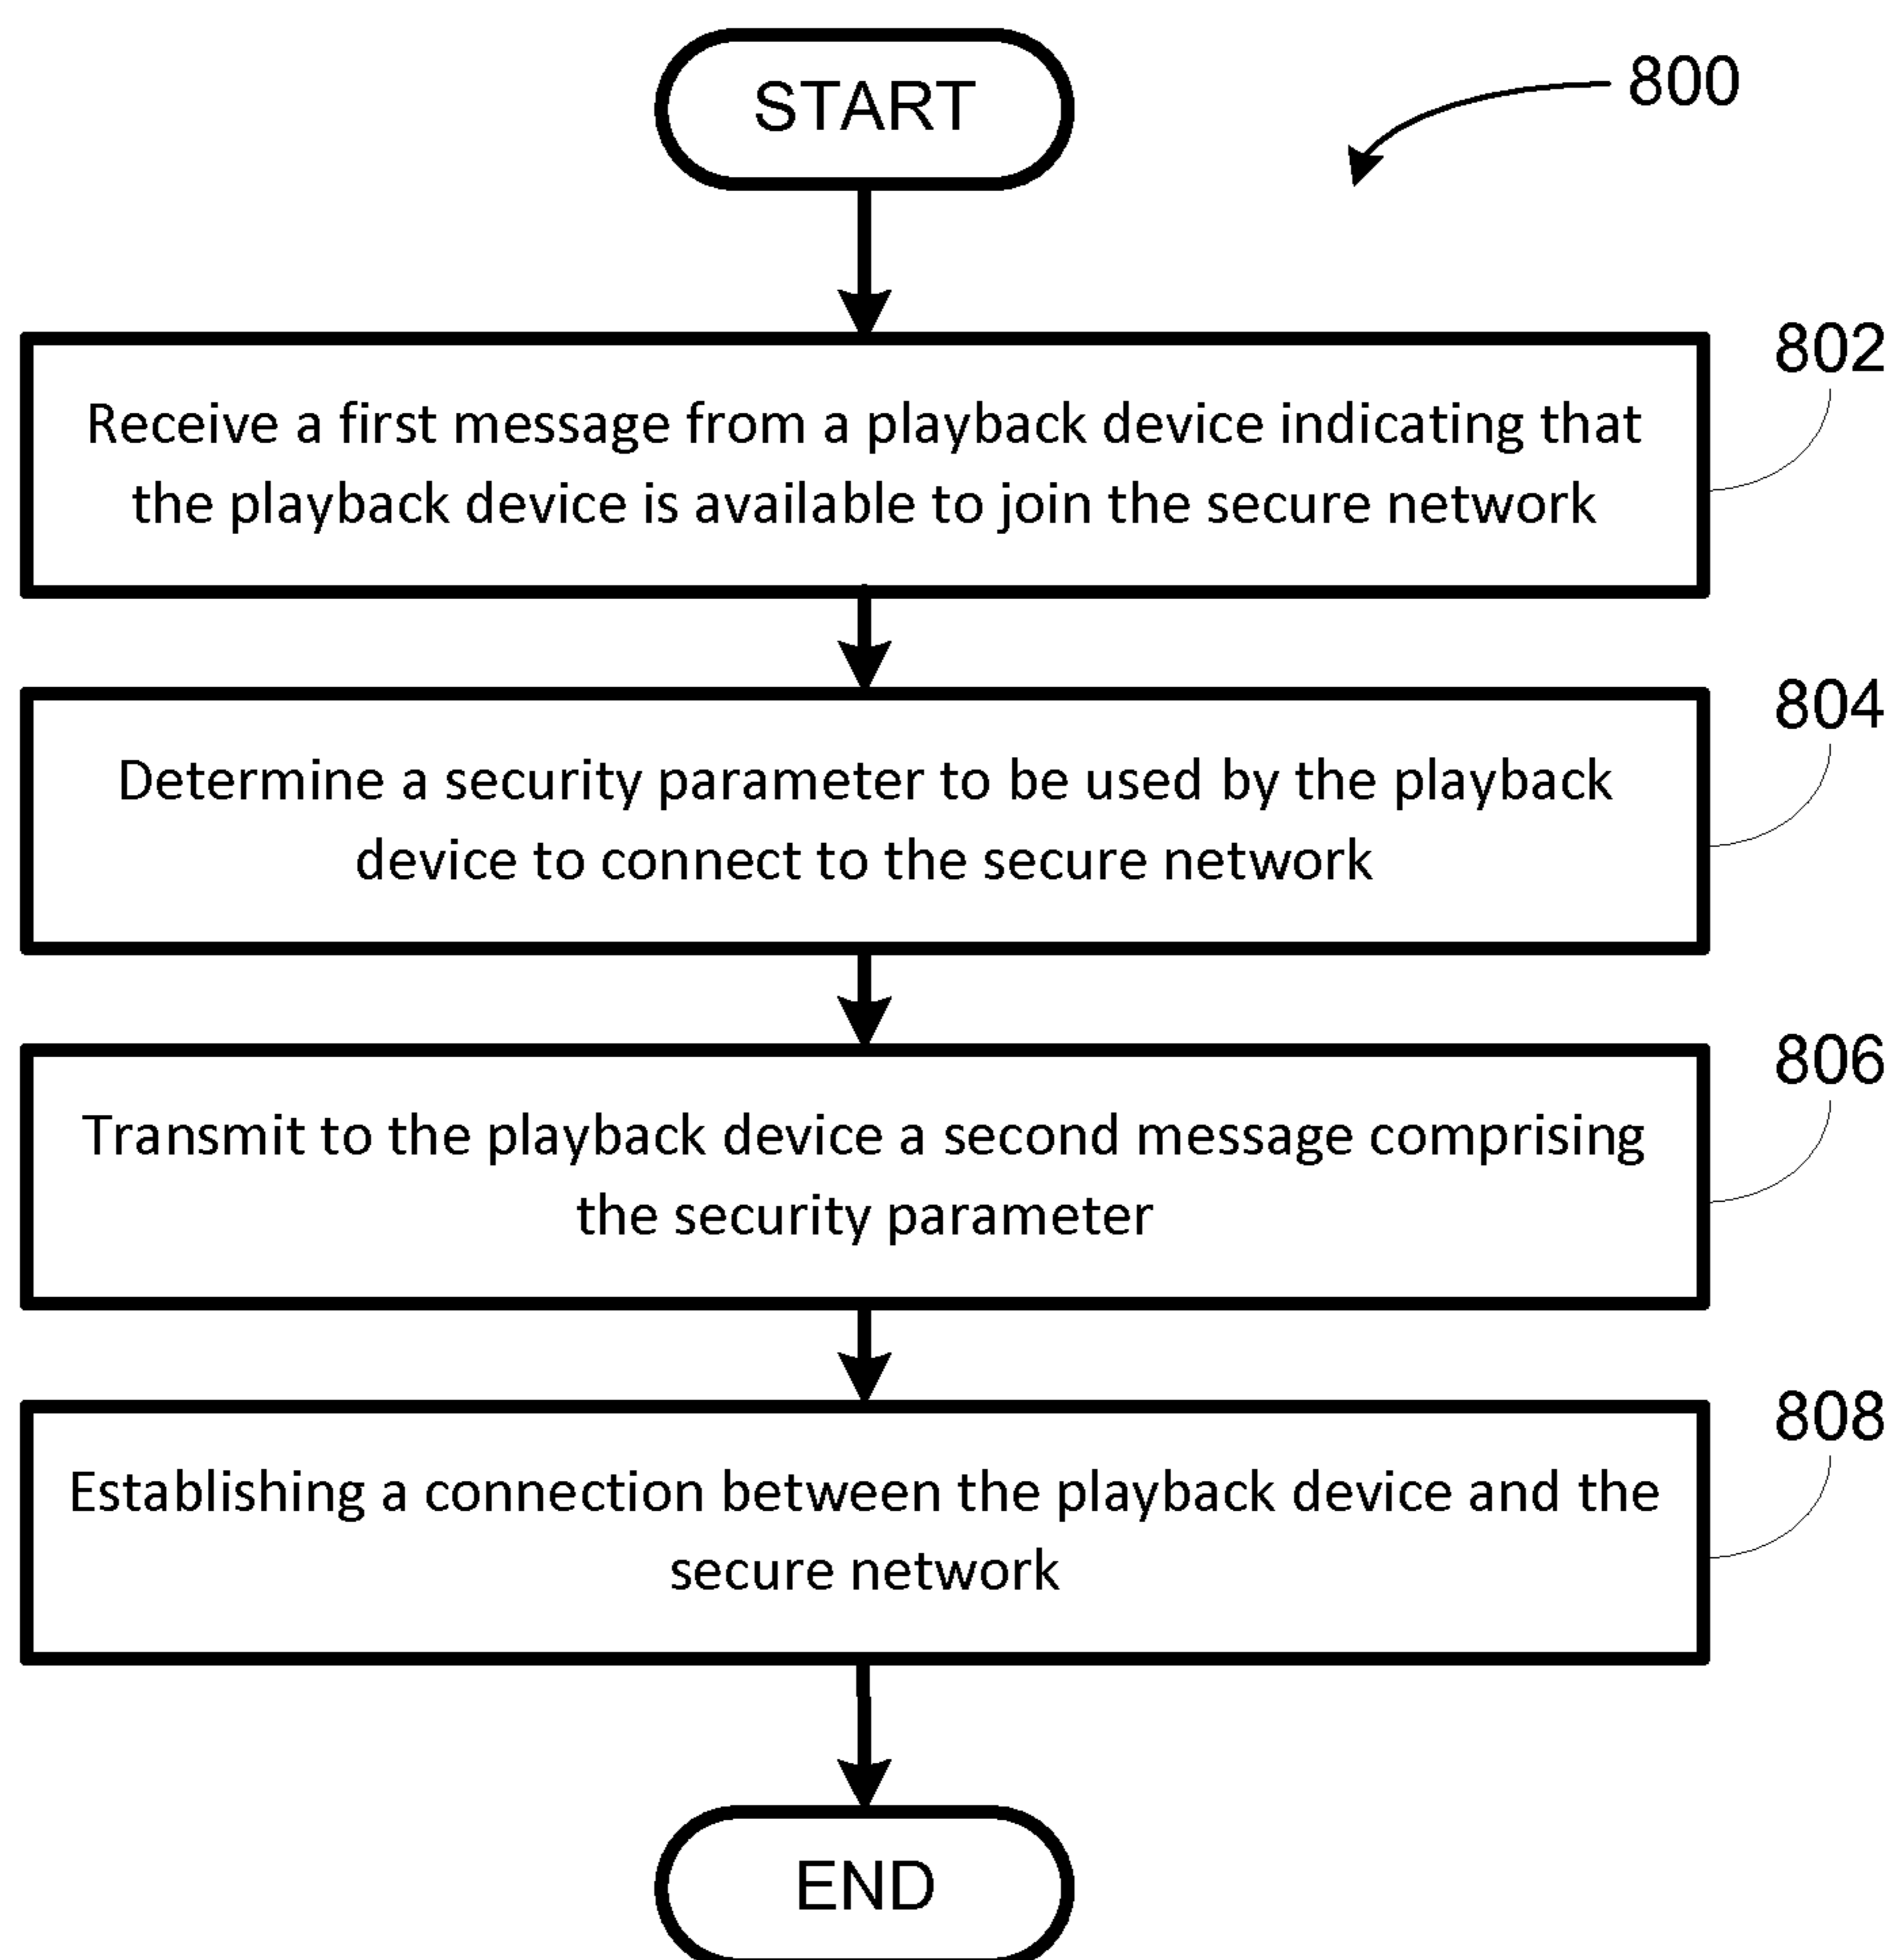 START
800
802
Receive a first message from a playback device indicating that
the playback device is available to join the secure network
804
Determine a security parameter to be used by the playback
device to connect to the secure network
806
Transmit to the playback device a second message comprising
the security parameter
808
Establishing a connection between the playback device and the
secure network
END